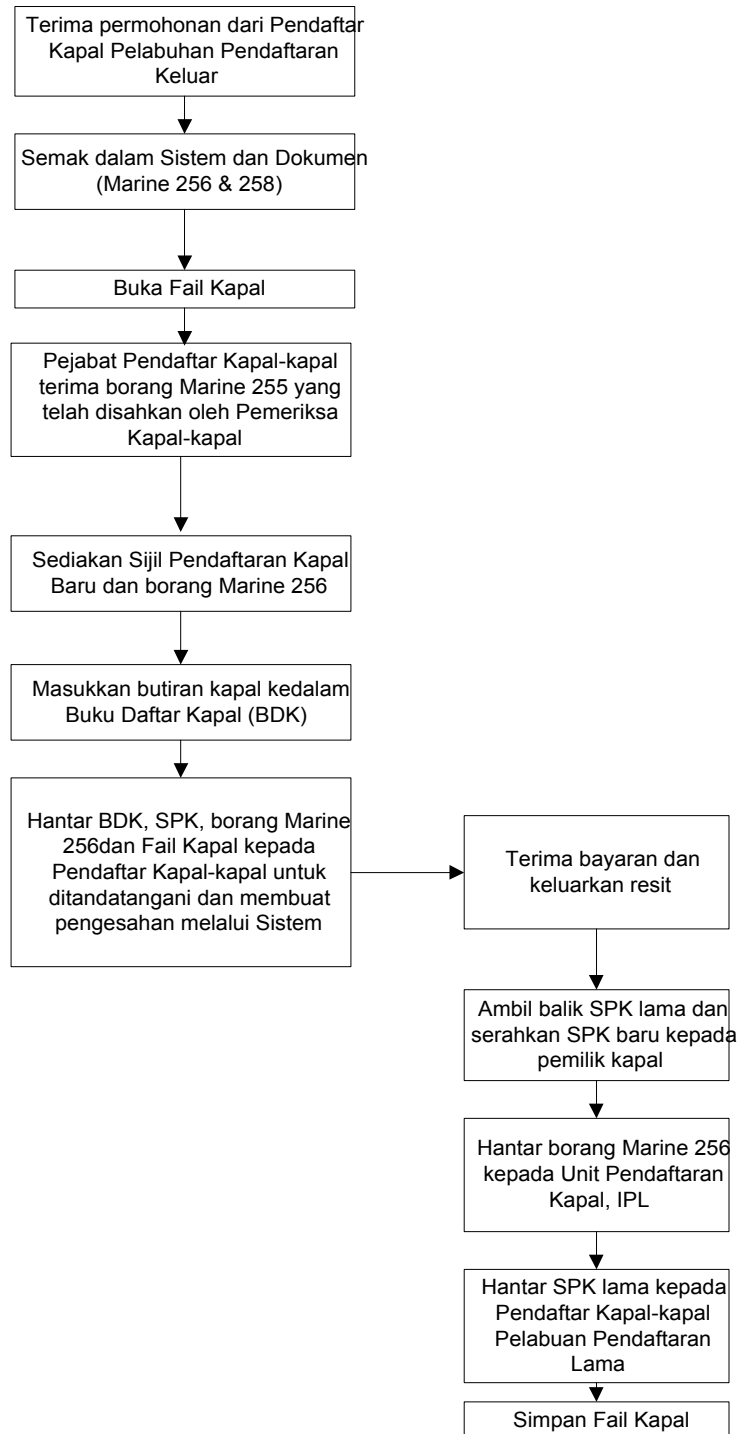 Terima permohonan dari Pendaftar
Kapal Pelabuhan Pendaftaran
Keluar
Semak dalam Sistem dan Dokumen
(Marine 256 & 258)
Buka Fail Kapal
Pejabat Pendaftar Kapal-kapal
terima borang Marine 255 yang
telah disahkan oleh Pemeriksa
Kapal-kapal
Sediakan Sijil Pendaftaran Kapal
Baru dan borang Marine 256
Masukkan butiran kapal kedalam
Buku Daftar Kapal (BDK)
Hantar BDK, SPK, borang Marine
256dan Fail Kapal kepada
Pendaftar Kapal-kapal untuk
ditandatangani dan membuat
pengesahan melalui Sistem
Terima bayaran dan
keluarkan resit
Ambil balik SPK lama dan
serahkan SPK baru kepada
pemilik kapal
Hantar borang Marine 256
kepada Unit Pendaftaran
Kapal, IPL
Hantar SPK lama kepada
Pendaftar Kapal-kapal
Pelabuan Pendaftaran
Lama
Simpan Fail Kapal